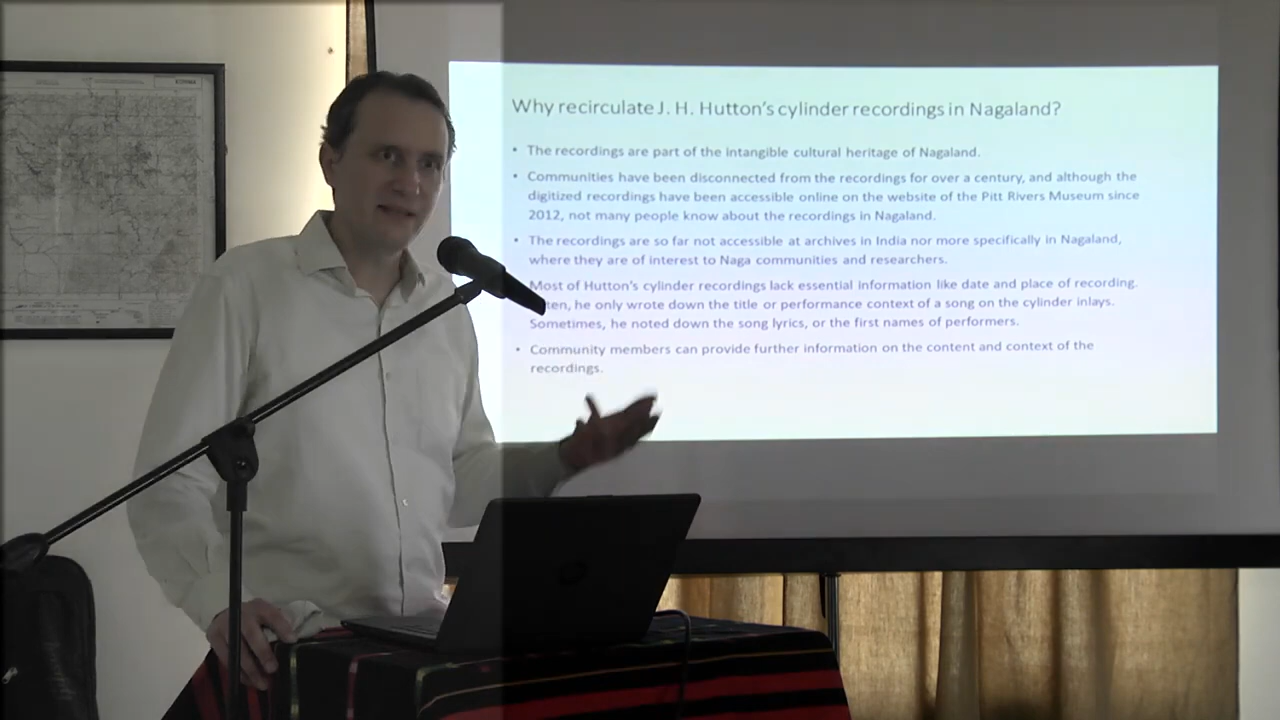 Why recirculate J. H. Hutton's cylinder recordings in Nagaland?
• The recordings are part of the intangible cultural heritage of Nagaland.
• Communities have been disconnected from the recordings for over a century, and although the
digitized recordings have been accessible online on the website of the Pitt Rivers Museum since
2012, not many people know about the recordings in Nagaland.
• The recordings are so far not accessible at archives in India nor more specifically in Nagaland,
where they are of interest to Naga communities and researchers.
Most of Hutton's cylinder recordings lack essential information like date and place of recording.
he only wrote down the title or performance context of a song on the cylinder inlays.
Sometimes, he noted down the song lyrics, or the first names of performers.
• Community members can provide further information on the content and context of the
recordings.